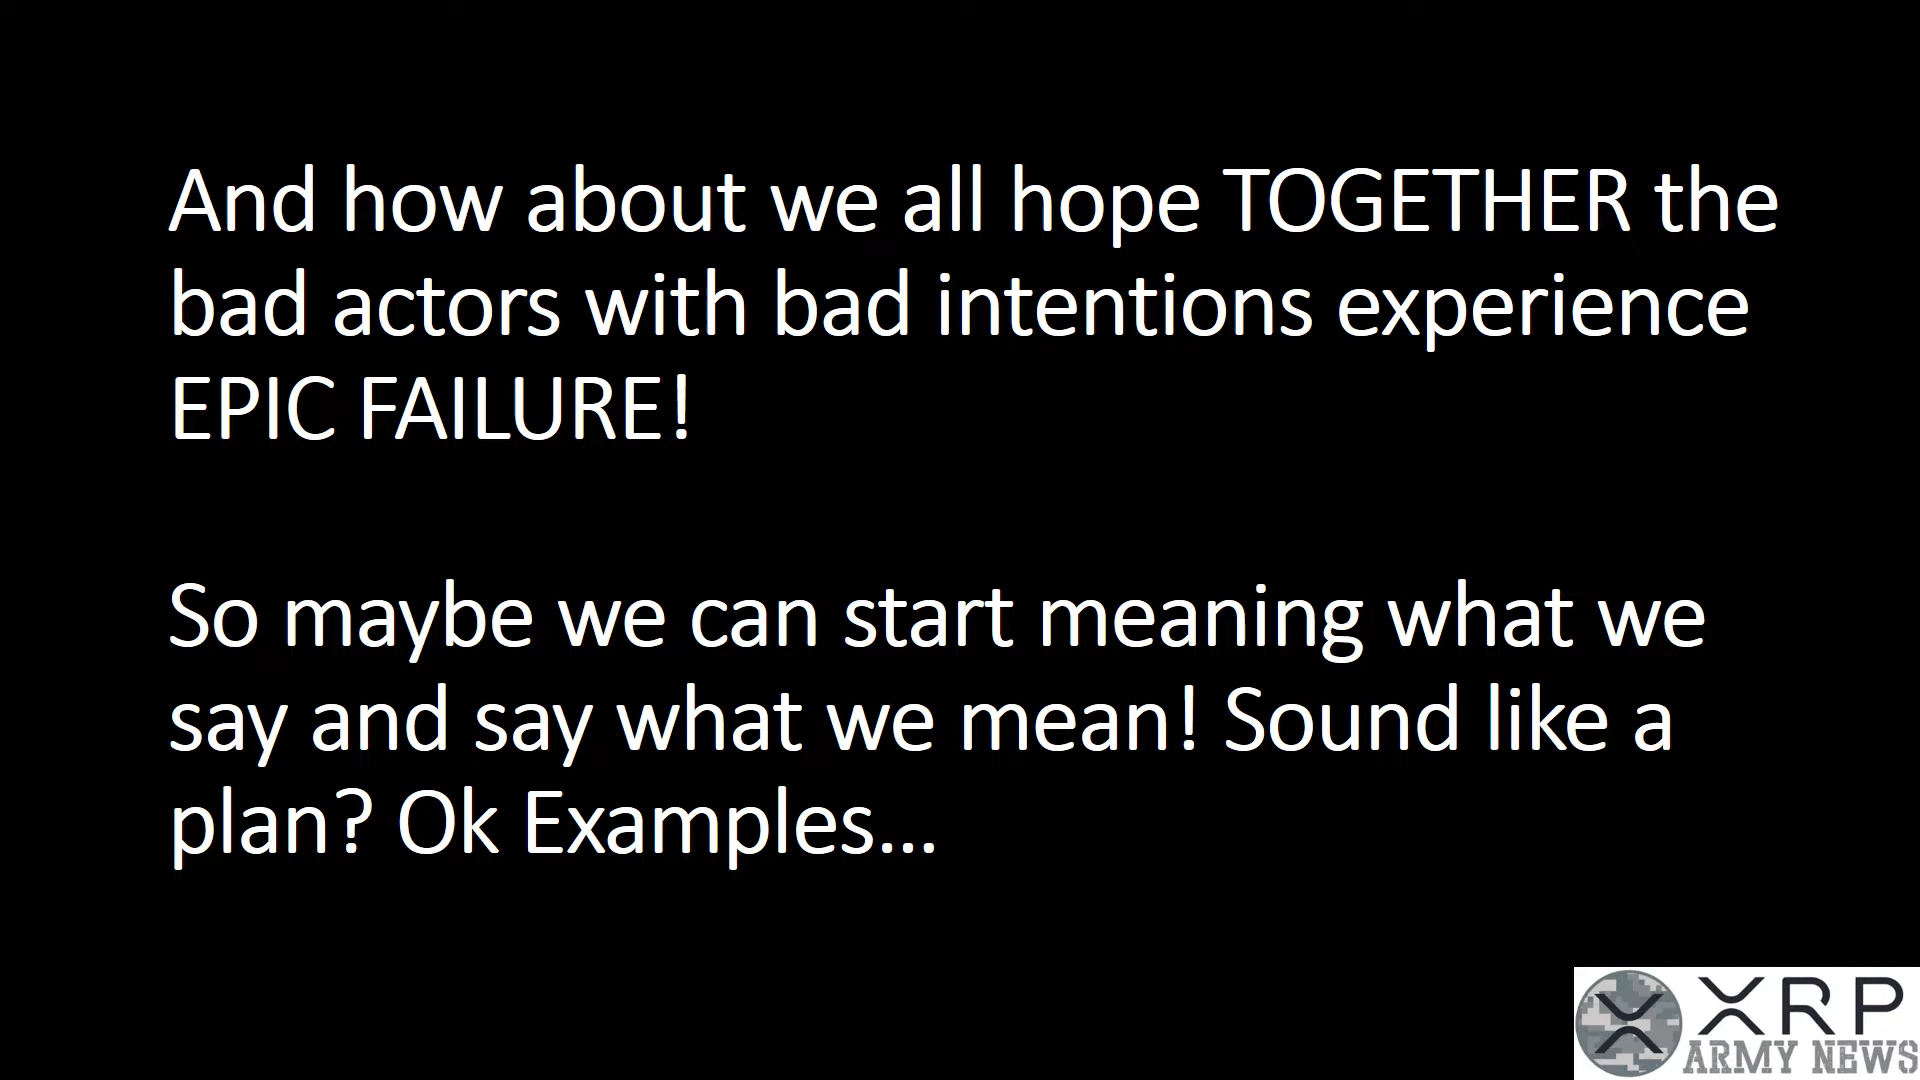 And how about we all hope TOGETHER the
bad actors with bad intentions experience
EPIC FAILURE!
So maybe we can start meaning what we
say and say what we mean! Sound like a
plan? Ok Examples...
XRP
ARMY NEWS